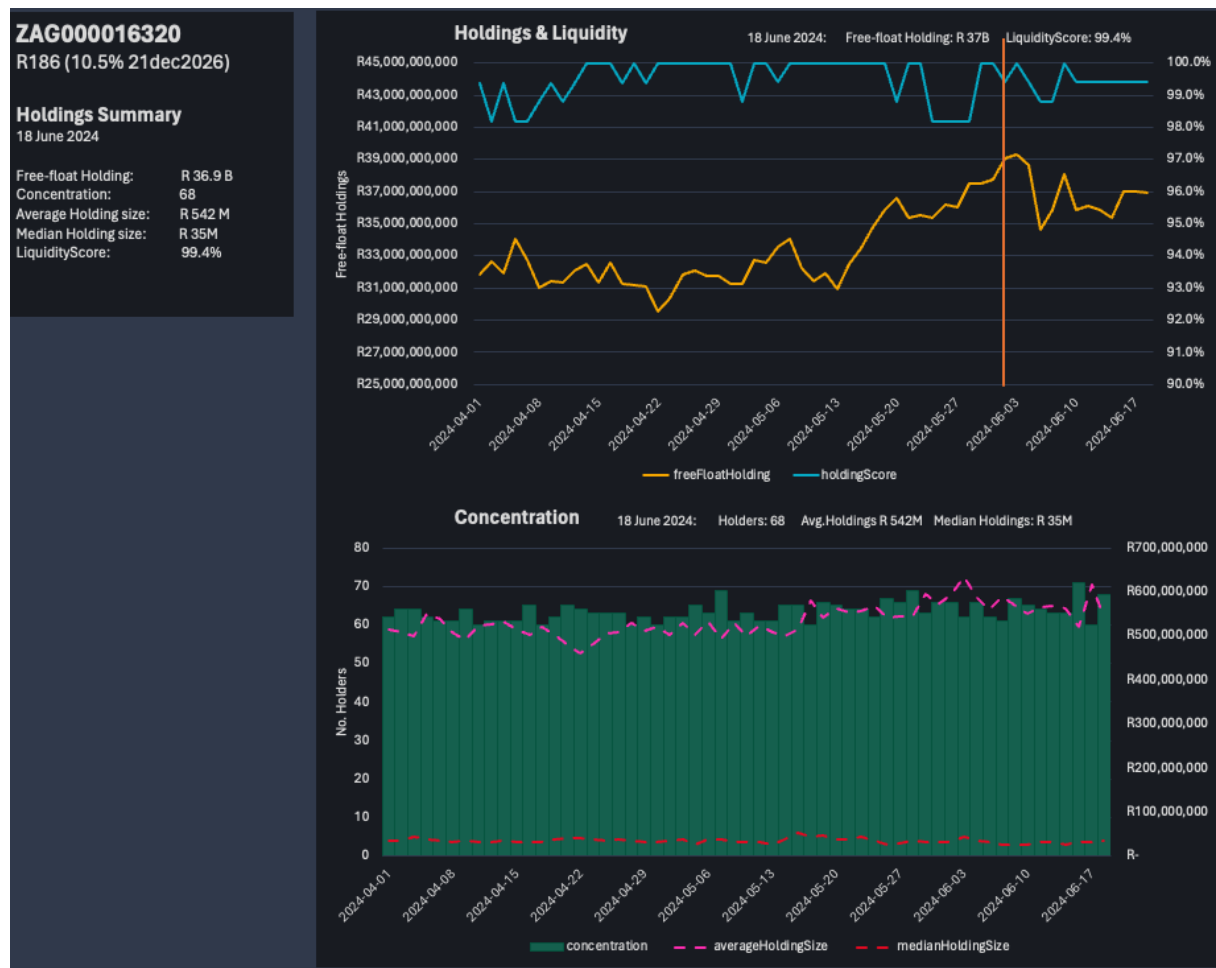 ZAG000016320
R186 (10.5% 21dec2026)
Holdings Summary
18 June 2024
Free-float Holding: R 36.9 B
Concentration: 68
Average Holding size: R 542 M
Median Holding size: R 35M
LiquidityScore: 99.4%
Holdings & Liquidity
18 June 2024: Free-float Holding: R 37B LiquidityScore: 99.4%
Free-float Holdings
R45,000,000,000 100.0%
R43,000,000,000 99.0%
R41,000,000,000 98.0%
R39,000,000,000 97.0%
R37,000,000,000 96.0%
R35,000,000,000 95.0%
R33,000,000,000 94.0%
R31,000,000,000 93.0%
R29,000,000,000 92.0%
R27,000,000,000 91.0%
R25,000,000,000 90.0%
2024-04-01 2024-04-08 2024-04-15 2024-04-22 2024-04-29 2024-05-06 2024-05-13 2024-05-20 2024-05-27 2024-06-03 2024-06-10 2024-06-17
freeFloatHolding holdingScore
Concentration
18 June 2024: Holders: 68 Avg.Holdings R 542M Median Holdings: R 35M
No. Holders
80 R700,000,000
70 R600,000,000
60 R500,000,000
50 R400,000,000
40 R300,000,000
30 R200,000,000
20 R100,000,000
10 R-
0
2024-04-01 2024-04-08 2024-04-15 2024-04-22 2024-04-29 2024-05-06 2024-05-13 2024-05-20 2024-05-27 2024-06-03 2024-06-10 2024-06-17
concentration averageHoldingSize medianHoldingSize